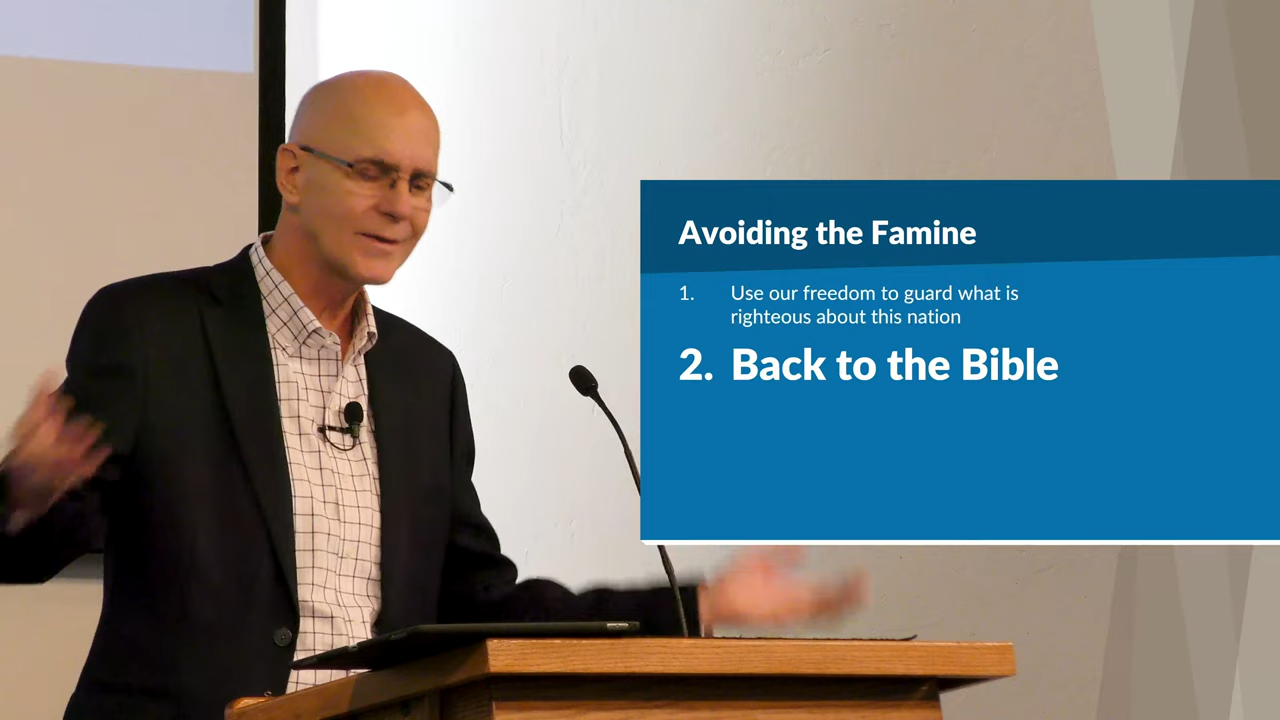 Avoiding the Famine
1. Use our freedom to guard what is
righteous about this nation
2. Back to the Bible